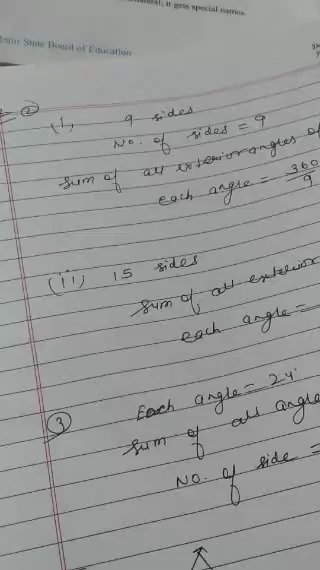 it gets special names.
State Board of Education
② (i) 9 sides
No. of sides = 9
Sum of all exterior angles of
each angle = 360/9
(ii) 15 sides
Sum of all exterior
each angle =
③ Each angle = 24°
Sum of all angle
No. of side =